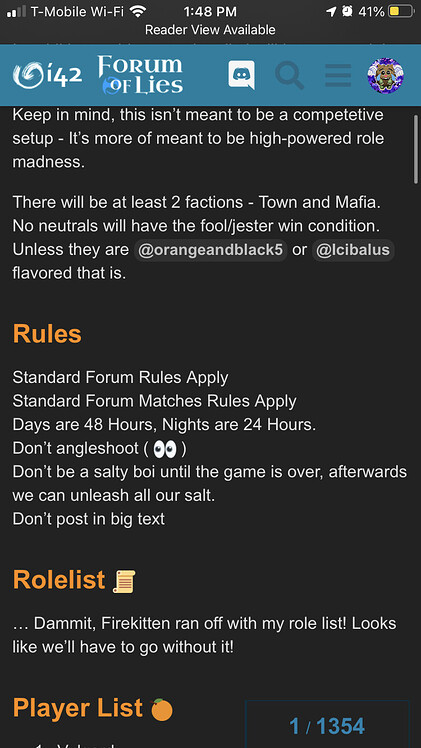 T-Mobile Wi-Fi 1:48 PM 41%
Reader View Available
i42 FORUM OF LIES
Keep in mind, this isn't meant to be a competetive
setup - It's more of meant to be high-powered role
madness.
There will be at least 2 factions - Town and Mafia.
No neutrals will have the fool/jester win condition.
Unless they are @orangeandblack5 or @Icibalus
flavored that is.
Rules
Standard Forum Rules Apply
Standard Forum Matches Rules Apply
Days are 48 Hours, Nights are 24 Hours.
Don't angleshoot ( 👀 )
Don't be a salty boi until the game is over, afterwards
we can unleash all our salt.
Don't post in big text
Rolelist 📜
... Dammit, Firekitten ran off with my role list! Looks
like we'll have to go without it!
Player List 🍊
1 / 1354